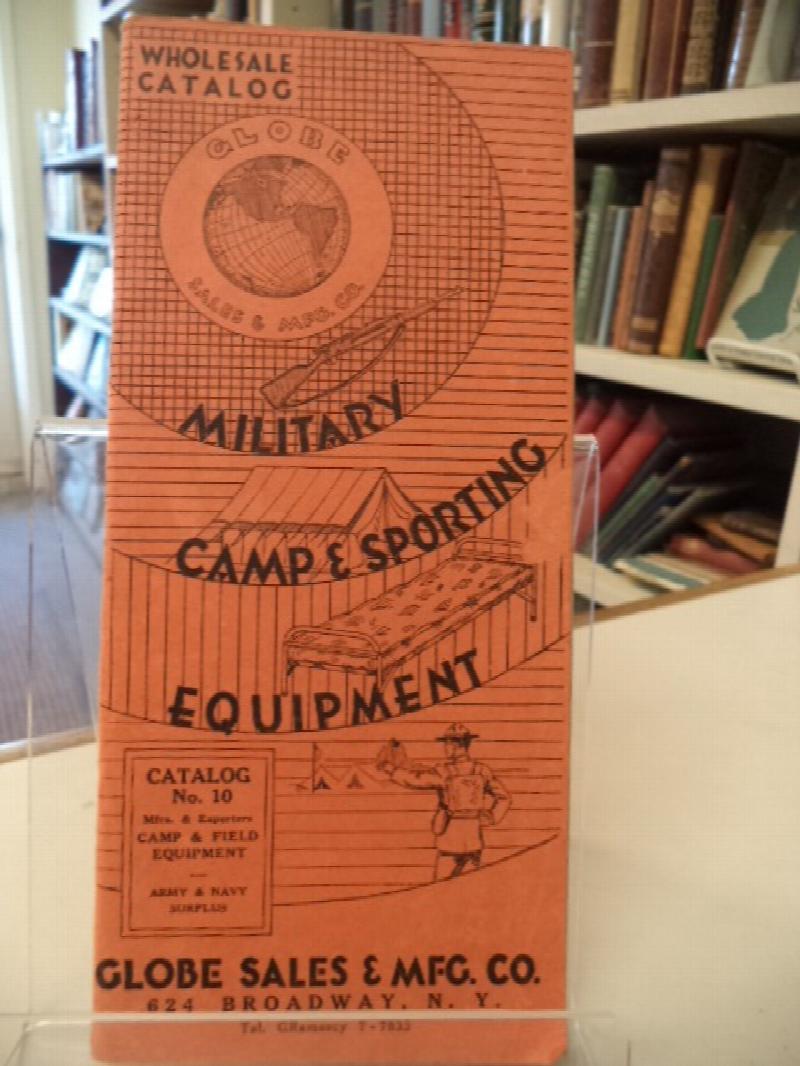 WHOLESALE
CATALOG
GLOBE
SALES & MFG. CO.
MILITARY
CAMP & SPORTING
EQUIPMENT
CATALOG
No. 10
Mfrs. & Exporters
CAMP & FIELD
EQUIPMENT
ARMY & NAVY
SURPLUS
GLOBE SALES & MFG. CO.
624 BROADWAY, N. Y.
Tel. GRamercy 7-7833